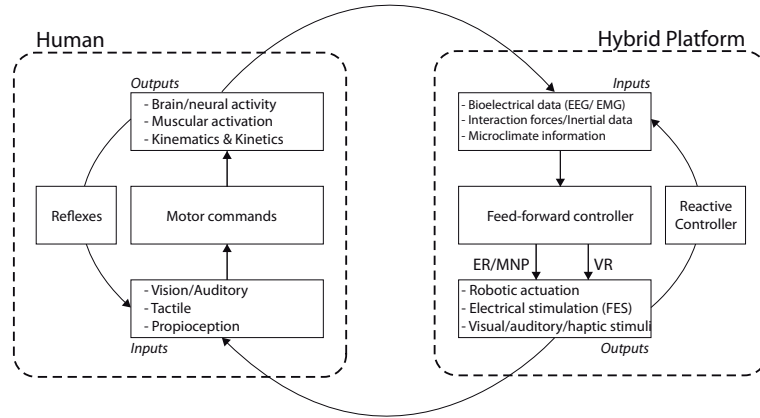 Human
Outputs
- Brain/neural activity
- Muscular activation
- Kinematics & Kinetics
Reflexes
Motor commands
- Vision/Auditory
- Tactile
- Propioception
Inputs
Hybrid Platform
Inputs
- Bioelectrical data (EEG/ EMG)
- Interaction forces/Inertial data
- Microclimate information
Feed-forward controller
Reactive
Controller
ER/MNP
VR
- Robotic actuation
- Electrical stimulation (FES)
- Visual/auditory/haptic stimuli
Outputs